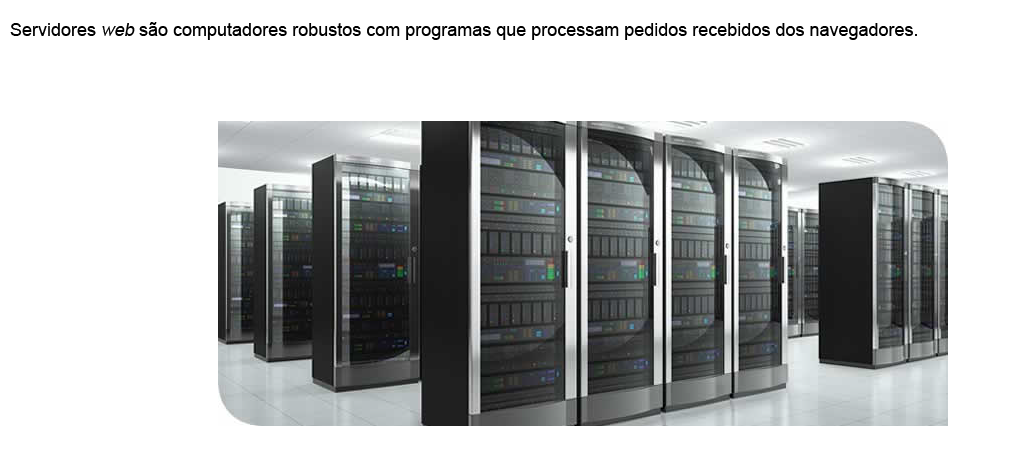 Servidores web são computadores robustos com programas que processam pedidos recebidos dos navegadores.